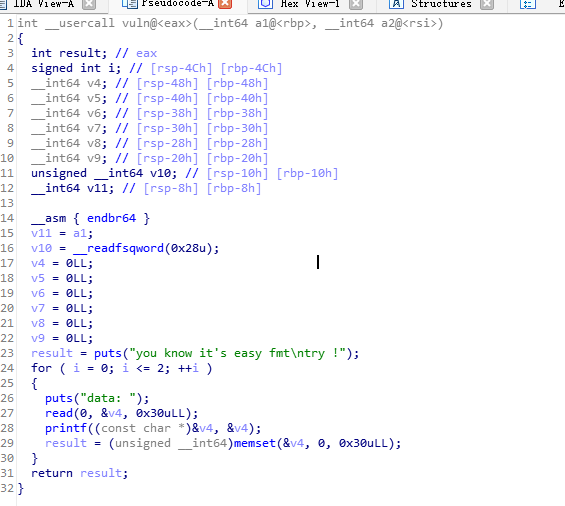 IDA View-A Pseudocode-A Hex View-1 Structures E
1 int __usercall vuln@<eax>(__int64 a1@<rbp>, __int64 a2@<rsi>)
2 {
3 int result; // eax
4 signed int i; // [rsp-4Ch] [rbp-4Ch]
5 __int64 v4; // [rsp-48h] [rbp-48h]
6 __int64 v5; // [rsp-40h] [rbp-40h]
7 __int64 v6; // [rsp-38h] [rbp-38h]
8 __int64 v7; // [rsp-30h] [rbp-30h]
9 __int64 v8; // [rsp-28h] [rbp-28h]
10 __int64 v9; // [rsp-20h] [rbp-20h]
11 unsigned __int64 v10; // [rsp-10h] [rbp-10h]
12 __int64 v11; // [rsp-8h] [rbp-8h]
13
14 __asm { endbr64 }
15 v11 = a1;
16 v10 = __readfsqword(0x28u);
17 v4 = 0LL;
18 v5 = 0LL;
19 v6 = 0LL;
20 v7 = 0LL;
21 v8 = 0LL;
22 v9 = 0LL;
23 result = puts("you know it's easy fmt\ntry !");
24 for ( i = 0; i <= 2; ++i )
25 {
26 puts("data: ");
27 read(0, &v4, 0x30uLL);
28 printf((const char *)&v4, &v4);
29 result = (unsigned __int64)memset(&v4, 0, 0x30uLL);
30 }
31 return result;
32 }